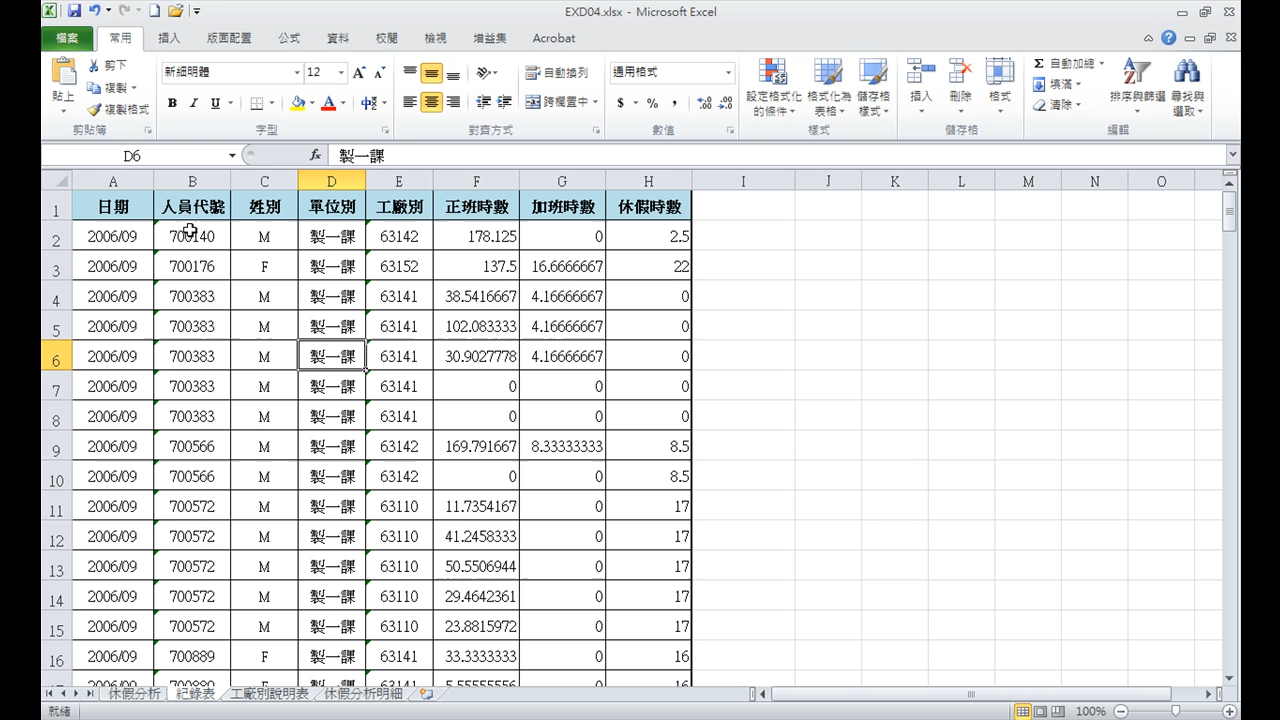 EXD04.xlsx - Microsoft Excel
檔案 常用 插入 版面配置 公式 資料 校閱 檢視 增益集 Acrobat
貼上 剪下 複製 複製格式 剪貼簿
新細明體 12 B I U A A A 字型
自動換列 跨欄置中 對齊方式
通用格式 $ % , 數值
設定格式化的條件 格式化為表格 儲存格樣式 樣式
插入 刪除 格式 儲存格
Σ 自動加總 填滿 清除 排序與篩選 尋找與選取 編輯
D6 fx 製一課
A B C D E F G H I J K L M N O
1 日期 人員代號 姓別 單位別 工廠別 正班時數 加班時數 休假時數
2 2006/09 700140 M 製一課 63142 178.125 0 2.5
3 2006/09 700176 F 製一課 63152 137.5 16.6666667 22
4 2006/09 700383 M 製一課 63141 38.5416667 4.16666667 0
5 2006/09 700383 M 製一課 63141 102.083333 4.16666667 0
6 2006/09 700383 M 製一課 63141 30.9027778 4.16666667 0
7 2006/09 700383 M 製一課 63141 0 0 0
8 2006/09 700383 M 製一課 63141 0 0 0
9 2006/09 700566 M 製一課 63142 169.791667 8.33333333 8.5
10 2006/09 700566 M 製一課 63142 0 0 8.5
11 2006/09 700572 M 製一課 63110 11.7354167 0 17
12 2006/09 700572 M 製一課 63110 41.2458333 0 17
13 2006/09 700572 M 製一課 63110 50.5506944 0 17
14 2006/09 700572 M 製一課 63110 29.4642361 0 17
15 2006/09 700572 M 製一課 63110 23.8815972 0 17
16 2006/09 700889 F 製一課 63141 33.3333333 0 16
休假分析 紀錄表 工廠別說明表 休假分析明細
就緒 100%